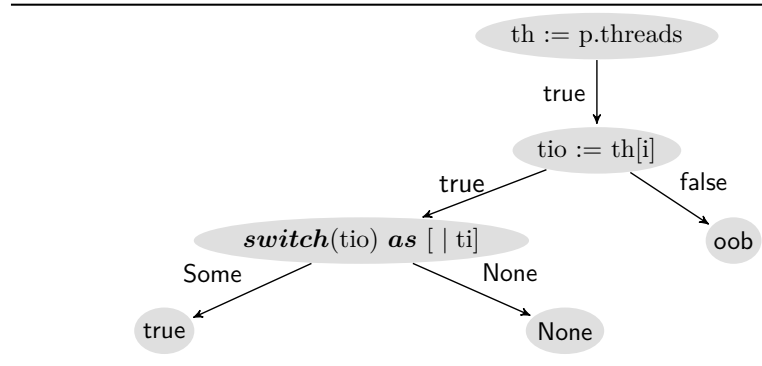 th := p.threads
true
tio := th[i]
true
false
switch(tio) as [ | ti]
oob
Some
None
true
None